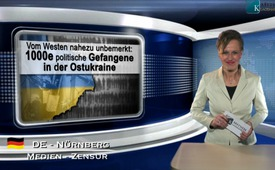 Vom Westen nahezu unbemerkt:
1000e politische Gefangene
in der Ostukraine
DE - Nürnberg
Medien - Zensur
K